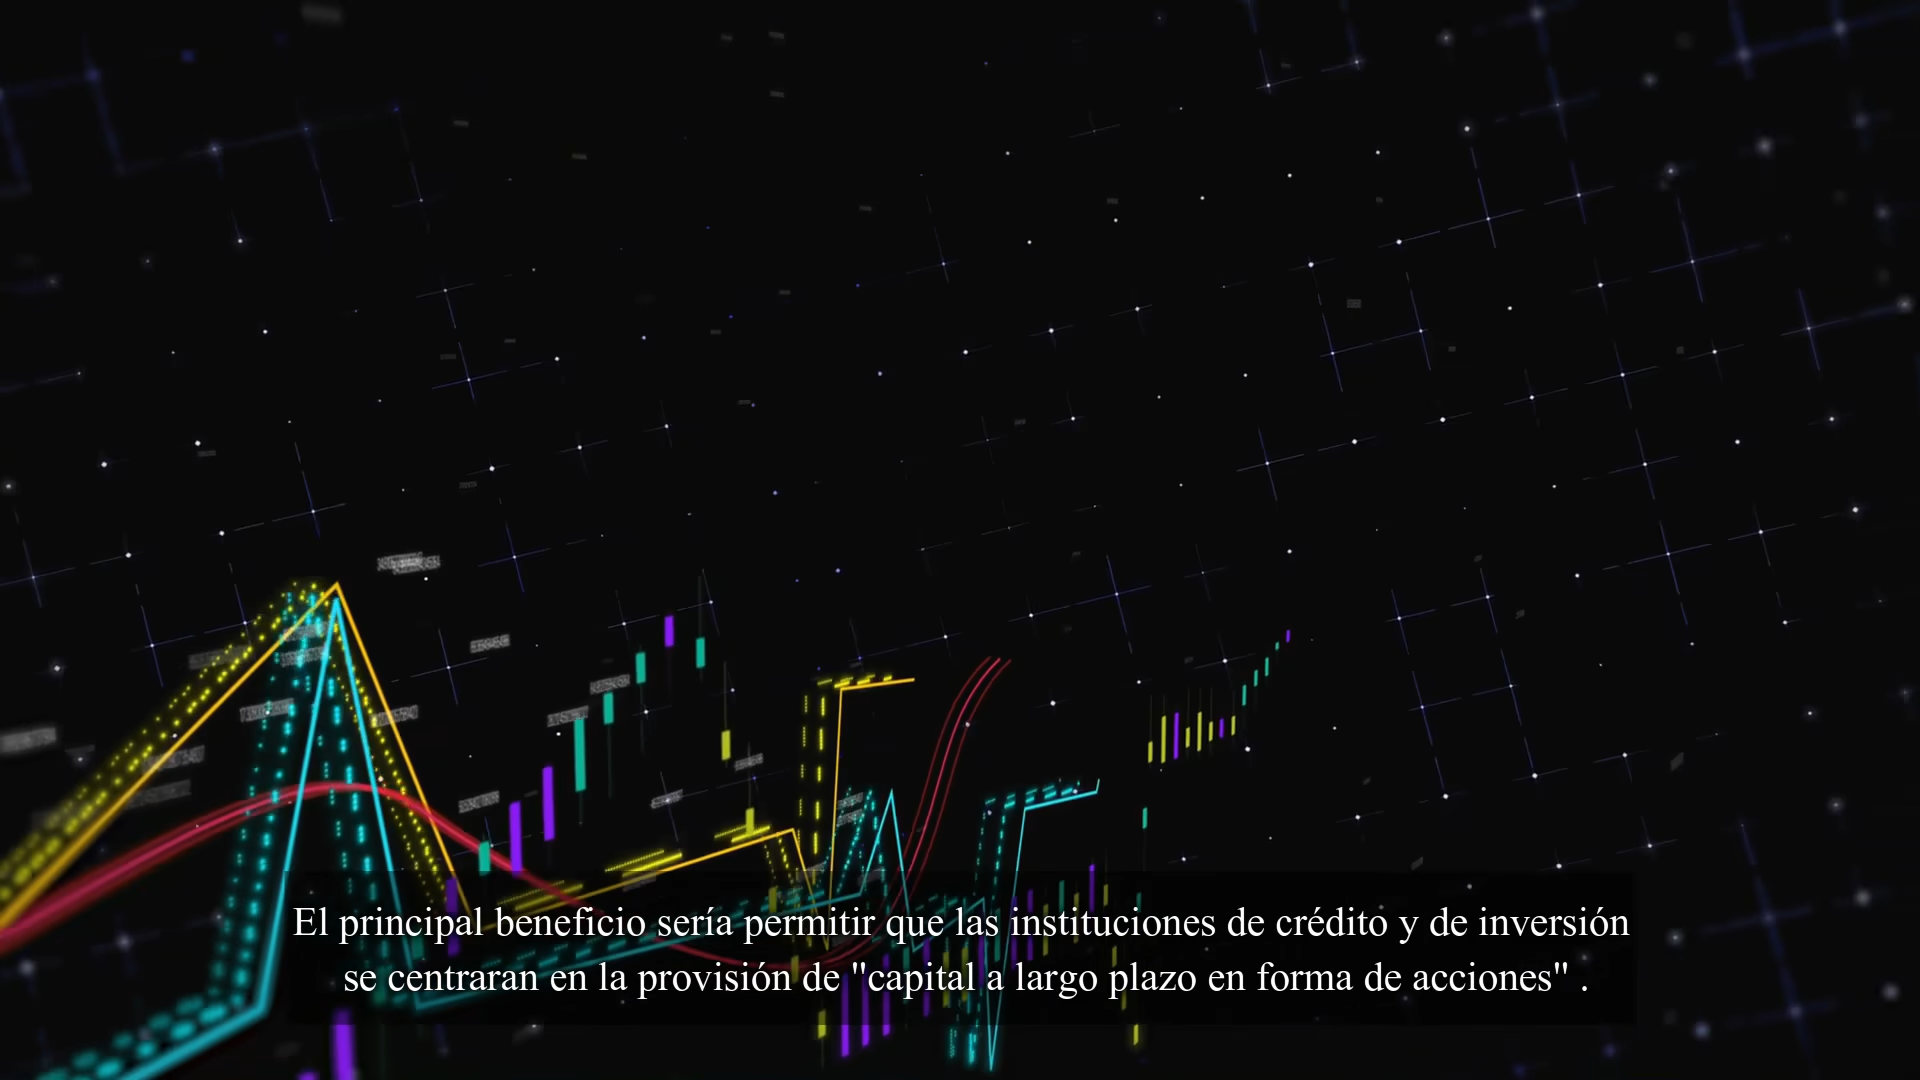 El principal beneficio sería permitir que las instituciones de crédito y de inversión
se centraran en la provisión de "capital a largo plazo en forma de acciones" .